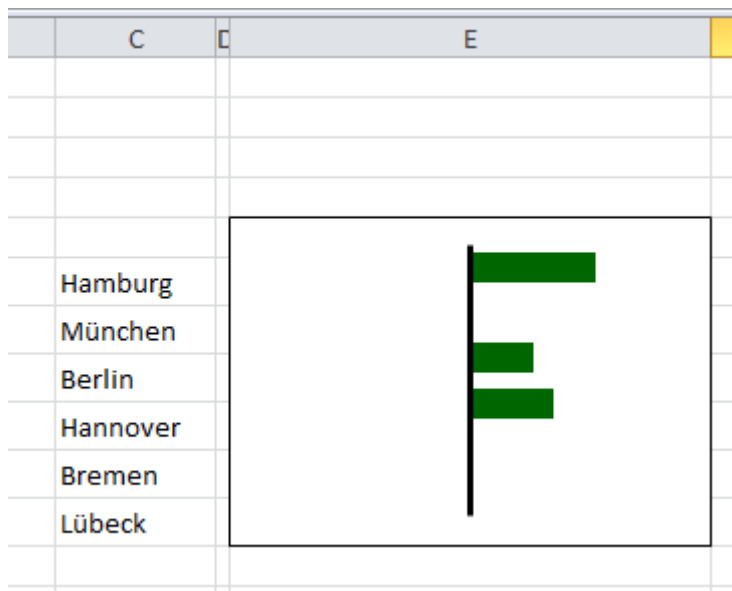 C D E
Hamburg
München
Berlin
Hannover
Bremen
Lübeck